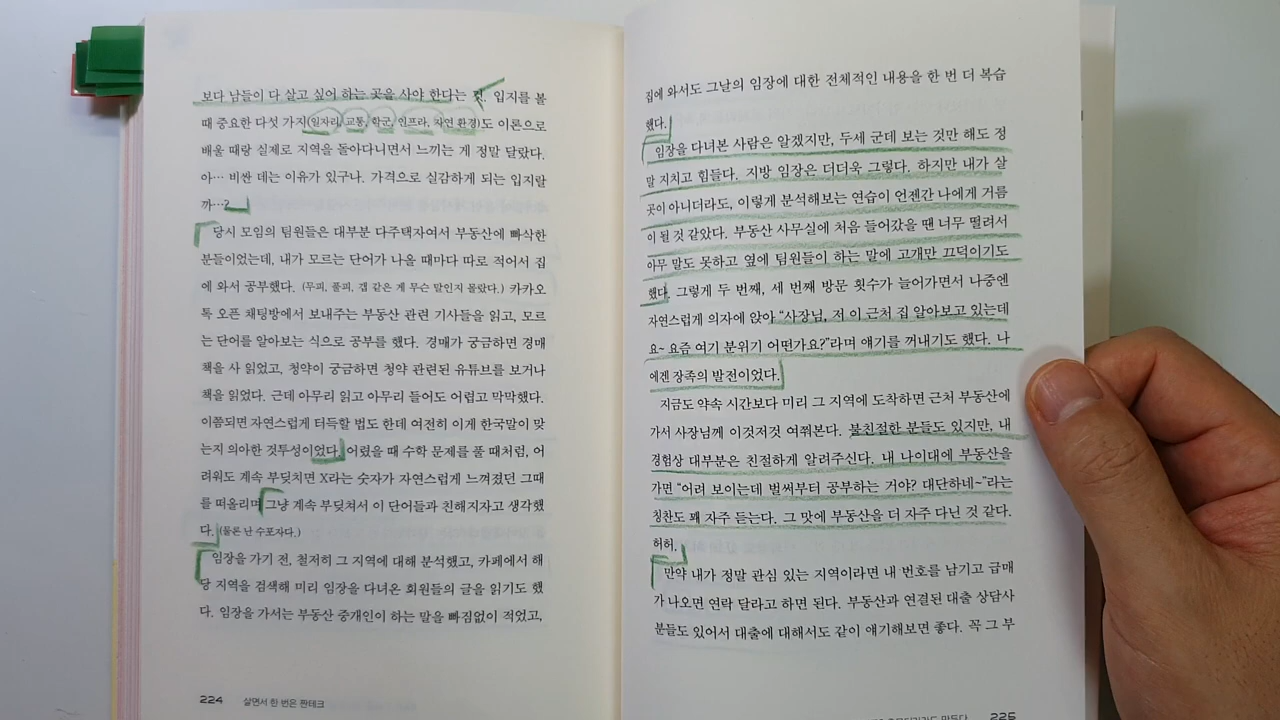 보다 남들이 다 살고 싶어 하는 곳을 사야 한다는 것. 입지를 볼
때 중요한 다섯 가지(일자리, 교통, 학군, 인프라, 자연 환경)도 이론으로
배울 때랑 실제로 지역을 돌아다니면서 느끼는 게 정말 달랐다.
아… 비싼 데는 이유가 있구나. 가격으로 실감하게 되는 입지랄
까…?
당시 모임의 팀원들은 대부분 다주택자여서 부동산에 빠삭한
분들이었는데, 내가 모르는 단어가 나올 때마다 따로 적어서 집
에 와서 공부했다. (무피, 플피, 갭 같은 게 무슨 말인지 몰랐다.) 카카오
톡 오픈 채팅방에서 보내주는 부동산 관련 기사들을 읽고, 모르
는 단어를 알아보는 식으로 공부를 했다. 경매가 궁금하면 경매
책을 사 읽었고, 청약이 궁금하면 청약 관련된 유튜브를 보거나
책을 읽었다. 근데 아무리 읽고 아무리 들어도 어렵고 막막했다.
이쯤되면 자연스럽게 터득할 법도 한데 여전히 이게 한국말이 맞
는지 의아한 것투성이었다. 어렸을 때 수학 문제를 풀 때처럼, 어
려워도 계속 부딪치면 X라는 숫자가 자연스럽게 느껴졌던 그때
를 떠올리며 그냥 계속 부딪쳐서 이 단어들과 친해지자고 생각했
다. (물론 난 수포자다.)
임장을 가기 전, 철저히 그 지역에 대해 분석했고, 카페에서 해
당 지역을 검색해 미리 임장을 다녀온 회원들의 글을 읽기도 했
다. 임장을 가서는 부동산 중개인이 하는 말을 빠짐없이 적었고,
224 살면서 한 번은 짠테크
집에 와서도 그날의 임장에 대한 전체적인 내용을 한 번 더 복습
했다.
임장을 다녀본 사람은 알겠지만, 두세 군데 보는 것만 해도 정
말 지치고 힘들다. 지방 임장은 더더욱 그렇다. 하지만 내가 살
곳이 아니더라도, 이렇게 분석해보는 연습이 언젠간 나에게 거름
이 될 것 같았다. 부동산 사무실에 처음 들어갔을 땐 너무 떨려서
아무 말도 못하고 옆에 팀원들이 하는 말에 고개만 끄덕이기도
했다. 그렇게 두 번째, 세 번째 방문 횟수가 늘어가면서 나중엔
자연스럽게 의자에 앉아 “사장님, 저 이 근처 집 알아보고 있는데
요~ 요즘 여기 분위기 어떤가요?”라며 얘기를 꺼내기도 했다. 나
에겐 장족의 발전이었다.
지금도 약속 시간보다 미리 그 지역에 도착하면 근처 부동산에
가서 사장님께 이것저것 여쭤본다. 불친절한 분들도 있지만, 내
경험상 대부분은 친절하게 알려주신다. 내 나이대에 부동산을
가면 “어려 보이는데 벌써부터 공부하는 거야? 대단하네~”라는
칭찬도 꽤 자주 듣는다. 그 맛에 부동산을 더 자주 다닌 것 같다.
허허.
만약 내가 정말 관심 있는 지역이라면 내 번호를 남기고 급매
가 나오면 연락 달라고 하면 된다. 부동산과 연결된 대출 상담사
분들도 있어서 대출에 대해서도 같이 얘기해보면 좋다. 꼭 그 부
만든다 225